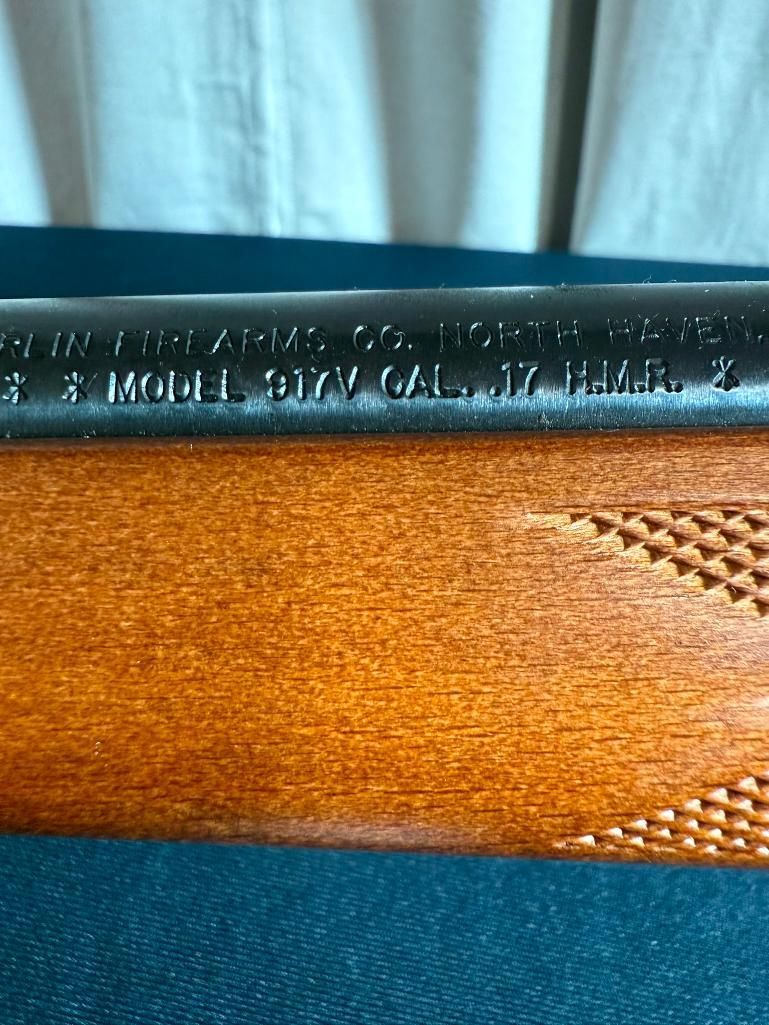 RLIN FIREARMS CO. NORTH HAVEN,
* * MODEL 917V CAL. .17 H.M.R. *